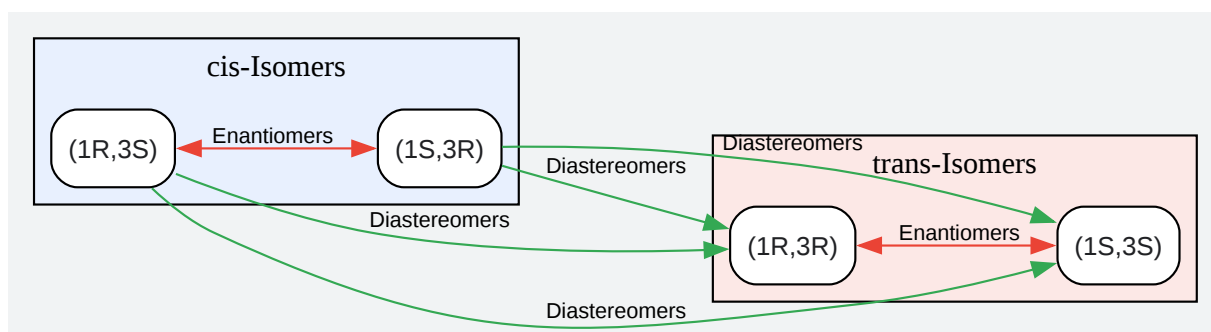 cis-Isomers
(1R,3S)
Enantiomers
(1S,3R)
Diastereomers
Diastereomers
trans-Isomers
Diastereomers
(1R,3R)
Enantiomers
(1S,3S)
Diastereomers